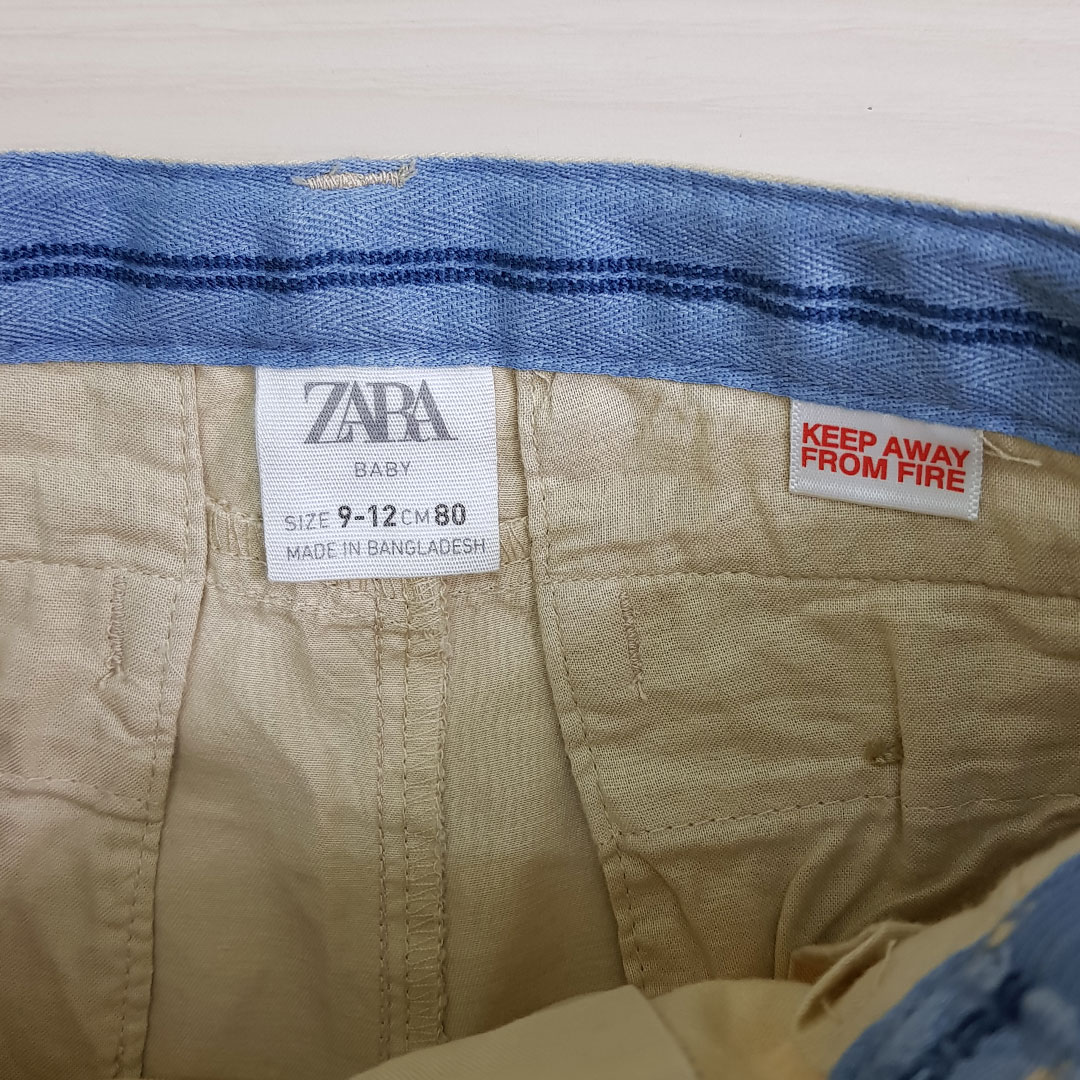 ZARA
BABY
SIZE 9-12 CM 80
MADE IN BANGLADESH
KEEP AWAY
FROM FIRE